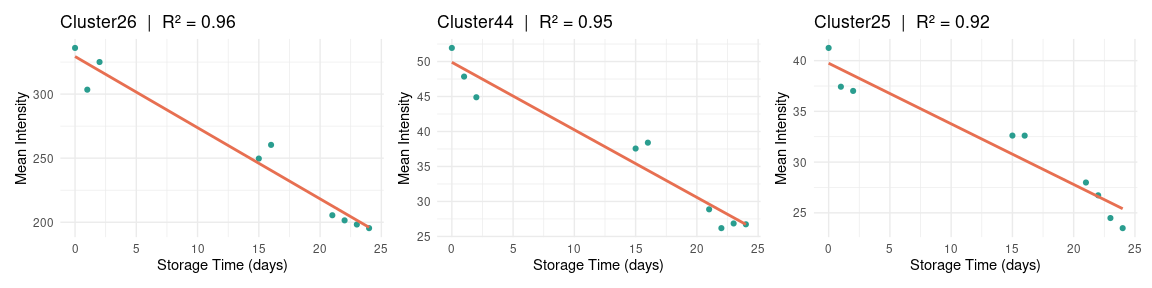 Cluster26 | R² = 0.96
Mean Intensity
300
250
200
0 5 10 15 20 25
Storage Time (days)
Cluster44 | R² = 0.95
Mean Intensity
50
45
40
35
30
25
0 5 10 15 20 25
Storage Time (days)
Cluster25 | R² = 0.92
Mean Intensity
40
35
30
25
0 5 10 15 20 25
Storage Time (days)